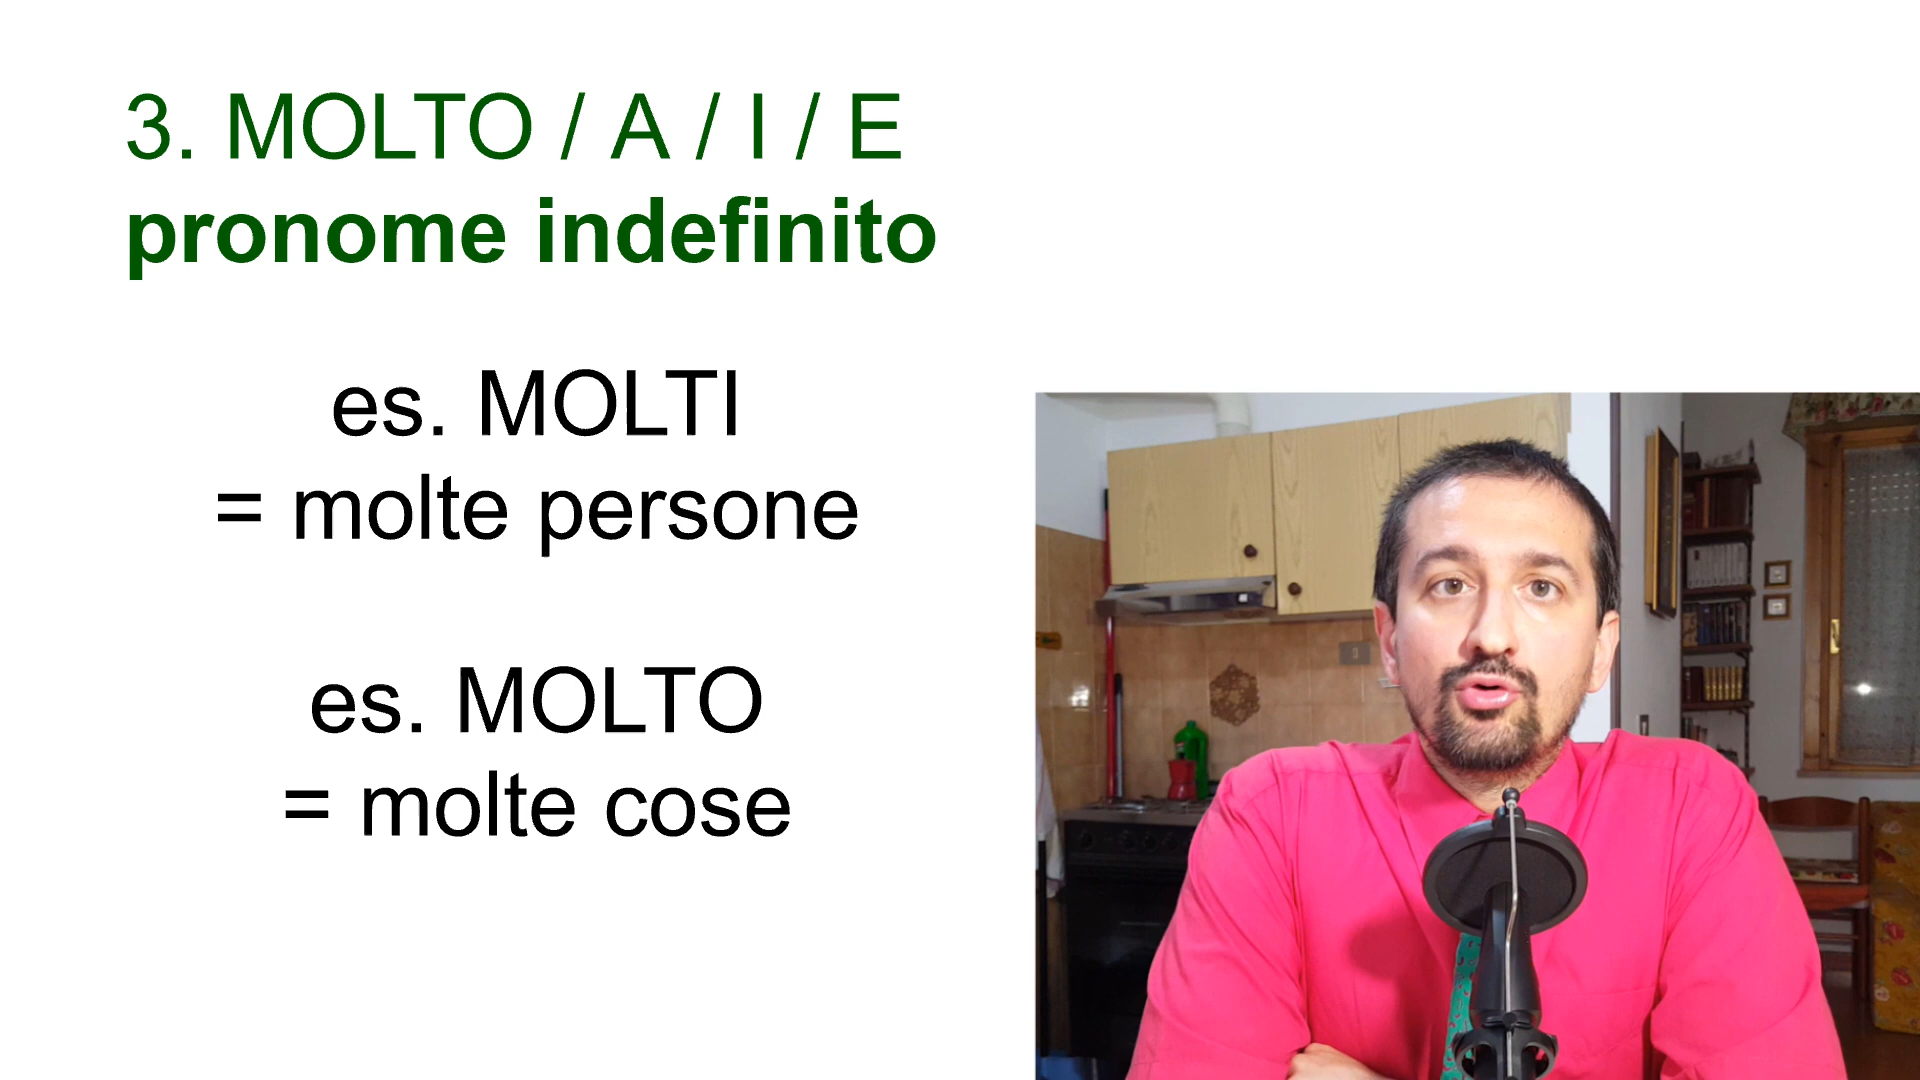 3. MOLTO / A / I / E
pronome indefinito
es. MOLTI
= molte persone
es. MOLTO
= molte cose